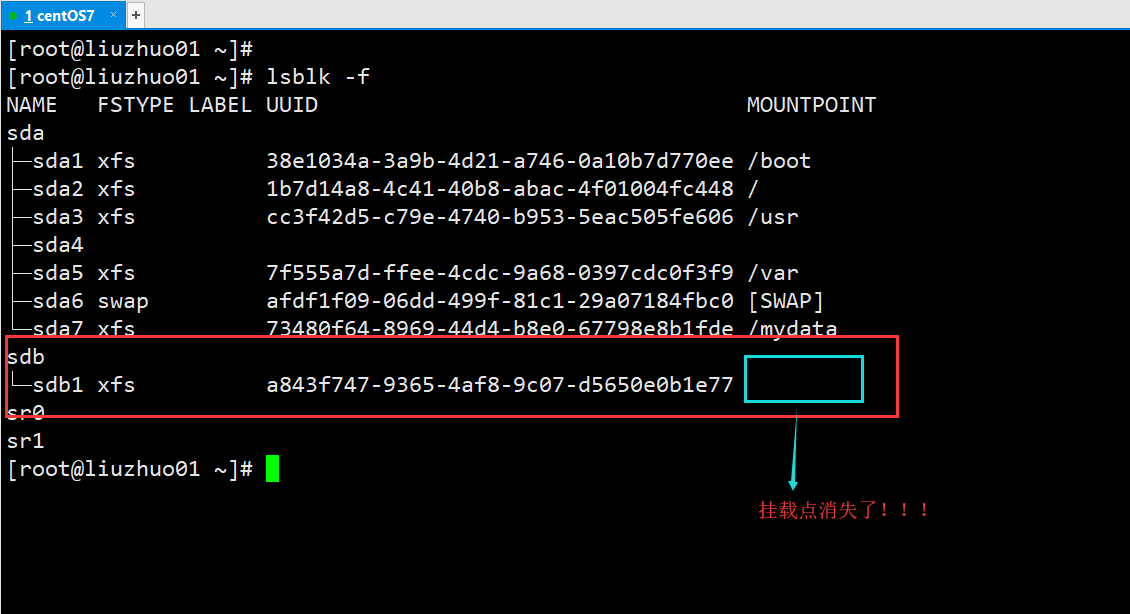 1 centOS7 × +
[root@liuzhuo01 ~]#
[root@liuzhuo01 ~]# lsblk -f
NAME   FSTYPE LABEL UUID                                 MOUNTPOINT
sda
├─sda1 xfs          38e1034a-3a9b-4d21-a746-0a10b7d770ee /boot
├─sda2 xfs          1b7d14a8-4c41-40b8-abac-4f01004fc448 /
├─sda3 xfs          cc3f42d5-c79e-4740-b953-5eac505fe606 /usr
├─sda4
├─sda5 xfs          7f555a7d-ffee-4cdc-9a68-0397cdc0f3f9 /var
├─sda6 swap         afdf1f09-06dd-499f-81c1-29a07184fbc0 [SWAP]
└─sda7 xfs          73480f64-8969-44d4-b8e0-67798e8b1fde /mydata
sdb
└─sdb1 xfs          a843f747-9365-4af8-9c07-d5650e0b1e77
sr0
sr1
[root@liuzhuo01 ~]#
挂载点消失了！！！